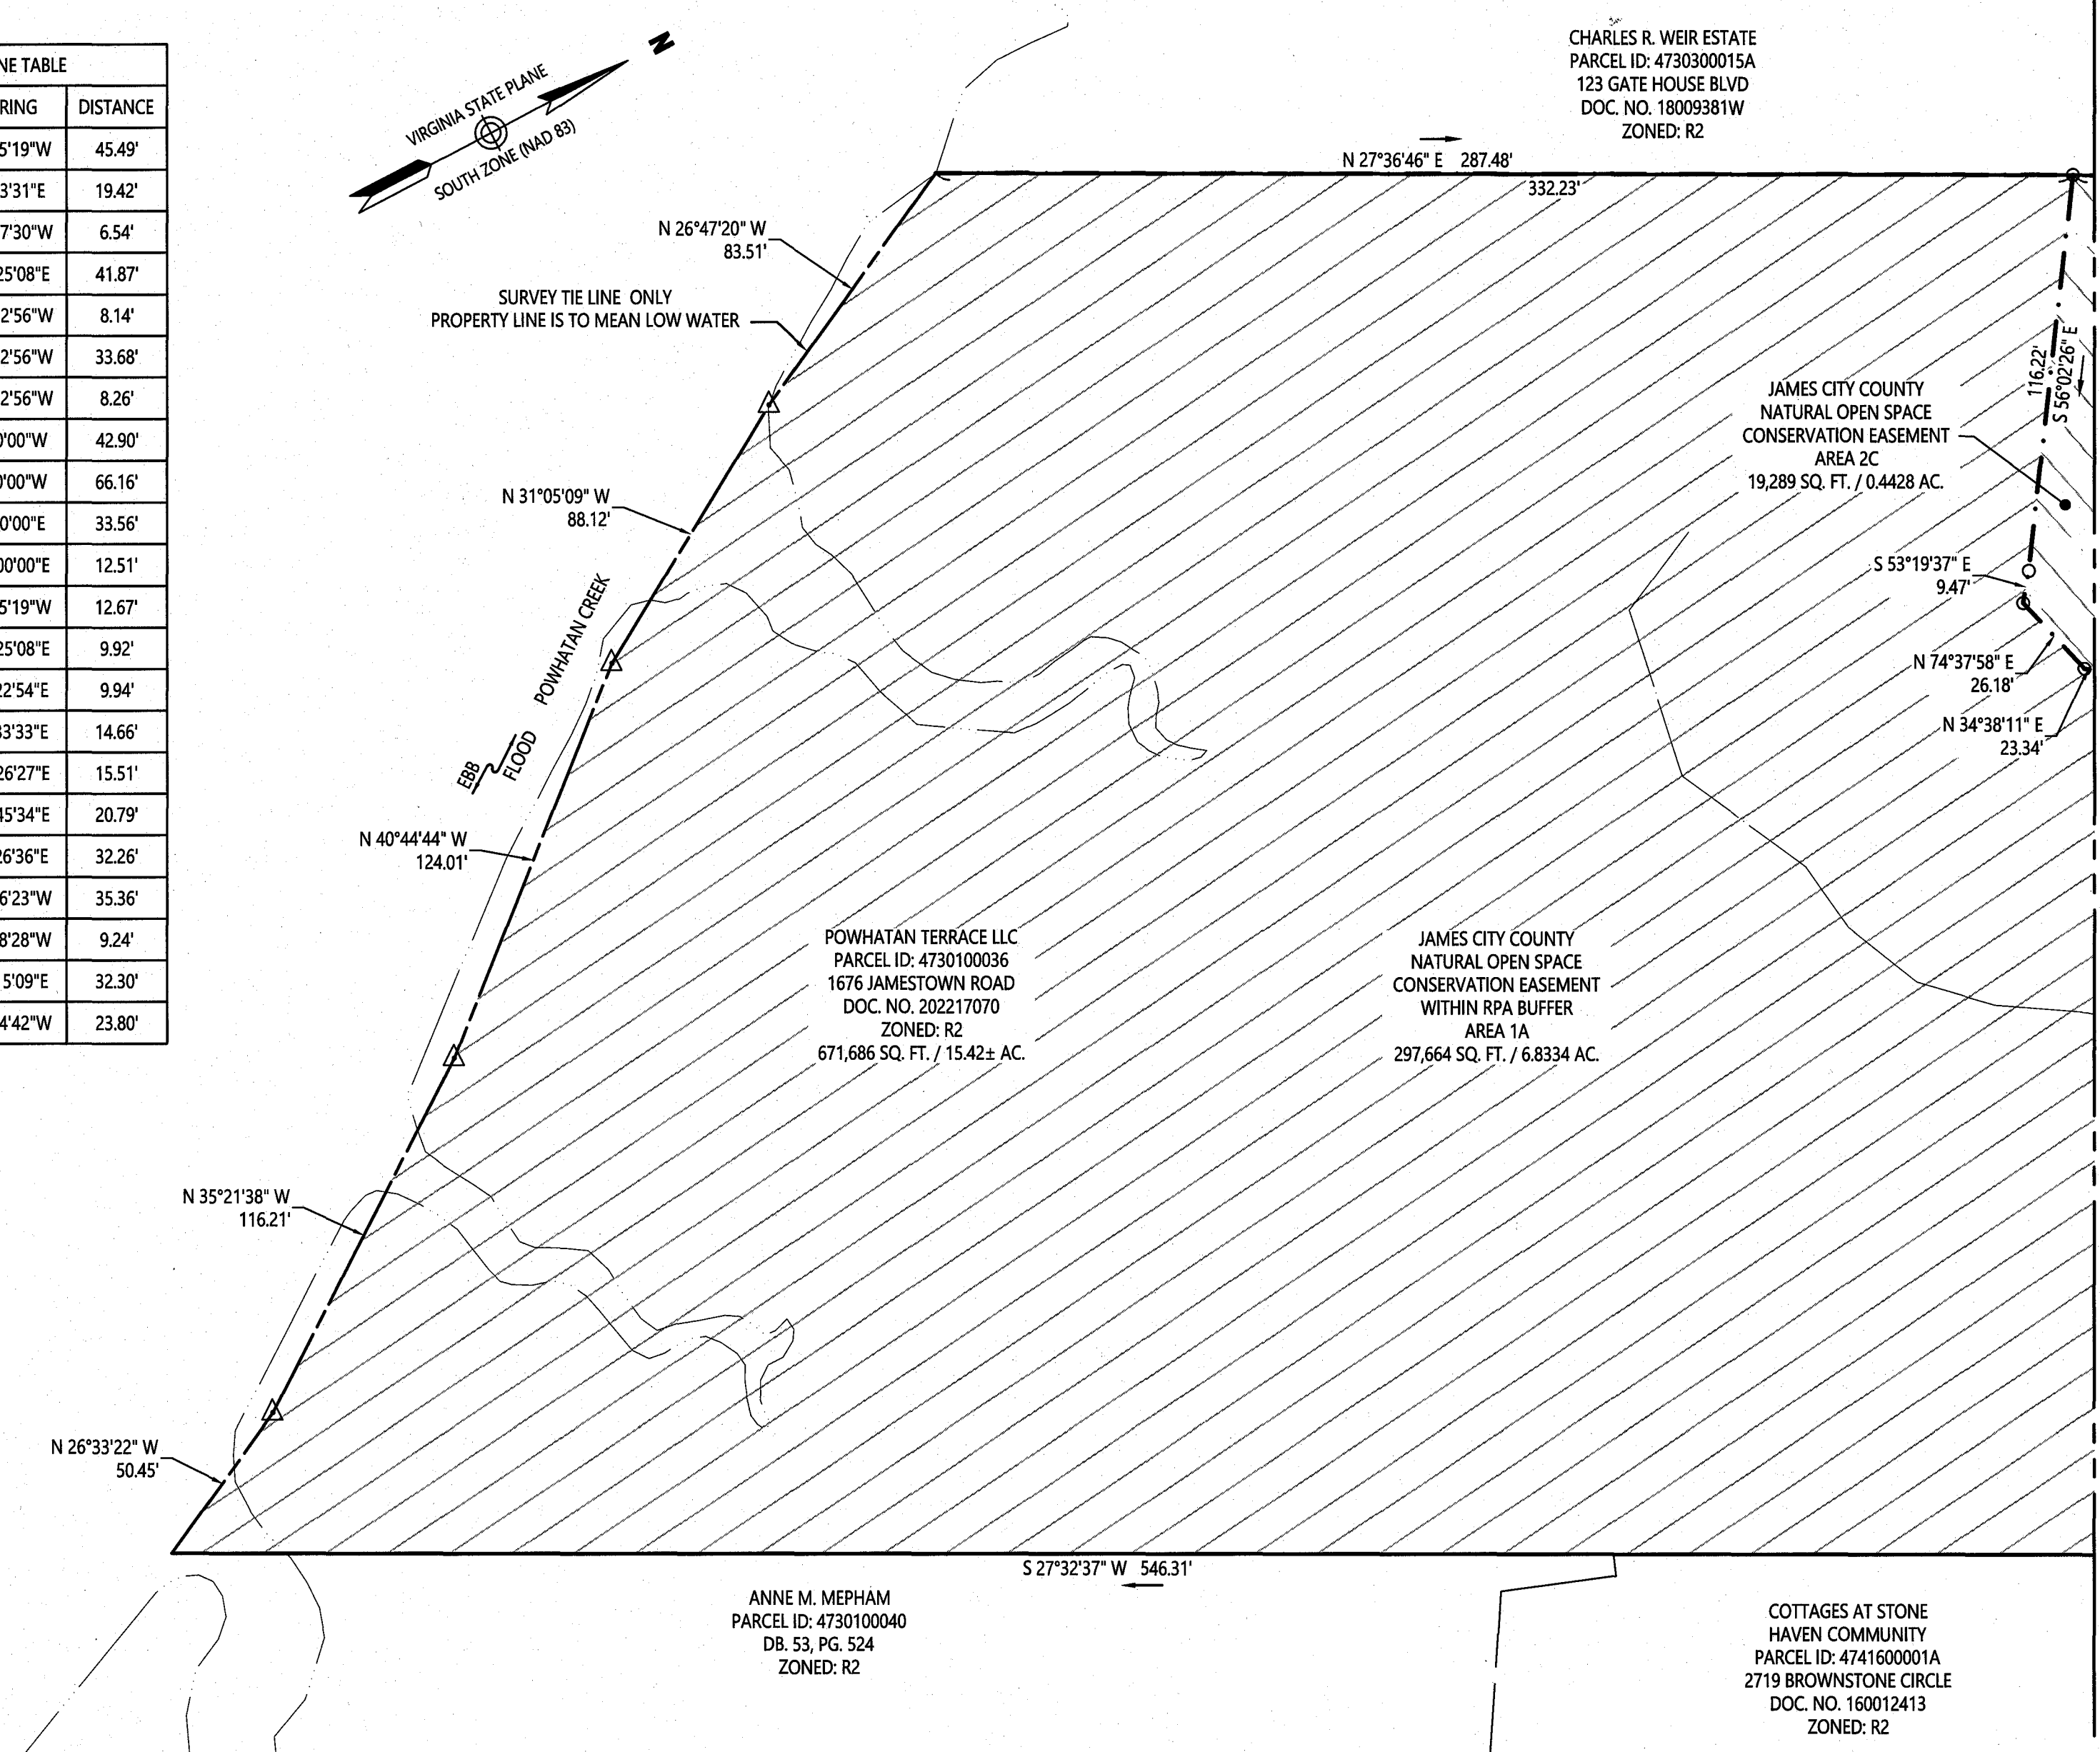 NE TABLE
RING DISTANCE
5'19"W 45.49'
3'31"E 19.42'
7'30"W 6.54'
25'08"E 41.87'
2'56"W 8.14'
2'56"W 33.68'
2'56"W 8.26'
0'00"W 42.90'
0'00"W 66.16'
0'00"E 33.56'
00'00"E 12.51'
5'19"W 12.67'
25'08"E 9.92'
22'54"E 9.94'
33'33"E 14.66'
26'27"E 15.51'
45'34"E 20.79'
26'36"E 32.26'
6'23"W 35.36'
8'28"W 9.24'
5'09"E 32.30'
4'42"W 23.80'
N
VIRGINIA STATE PLANE
SOUTH ZONE (NAD 83)
CHARLES R. WEIR ESTATE
PARCEL ID: 4730300015A
123 GATE HOUSE BLVD
DOC. NO. 18009381W
ZONED: R2
N 27°36'46" E 287.48'
332.23'
N 26°47'20" W
83.51'
SURVEY TIE LINE ONLY
PROPERTY LINE IS TO MEAN LOW WATER
116.22'
S 56°02'26" E
JAMES CITY COUNTY
NATURAL OPEN SPACE
CONSERVATION EASEMENT
AREA 2C
19,289 SQ. FT. / 0.4428 AC.
N 31°05'09" W
88.12'
S 53°19'37" E
9.47'
N 74°37'58" E
26.18'
N 34°38'11" E
23.34'
POWHATAN CREEK
EBB
FLOOD
N 40°44'44" W
124.01'
POWHATAN TERRACE LLC
PARCEL ID: 4730100036
1676 JAMESTOWN ROAD
DOC. NO. 202217070
ZONED: R2
671,686 SQ. FT. / 15.42± AC.
JAMES CITY COUNTY
NATURAL OPEN SPACE
CONSERVATION EASEMENT
WITHIN RPA BUFFER
AREA 1A
297,664 SQ. FT. / 6.8334 AC.
N 35°21'38" W
116.21'
N 26°33'22" W
50.45'
S 27°32'37" W 546.31'
ANNE M. MEPHAM
PARCEL ID: 4730100040
DB. 53, PG. 524
ZONED: R2
COTTAGES AT STONE
HAVEN COMMUNITY
PARCEL ID: 4741600001A
2719 BROWNSTONE CIRCLE
DOC. NO. 160012413
ZONED: R2